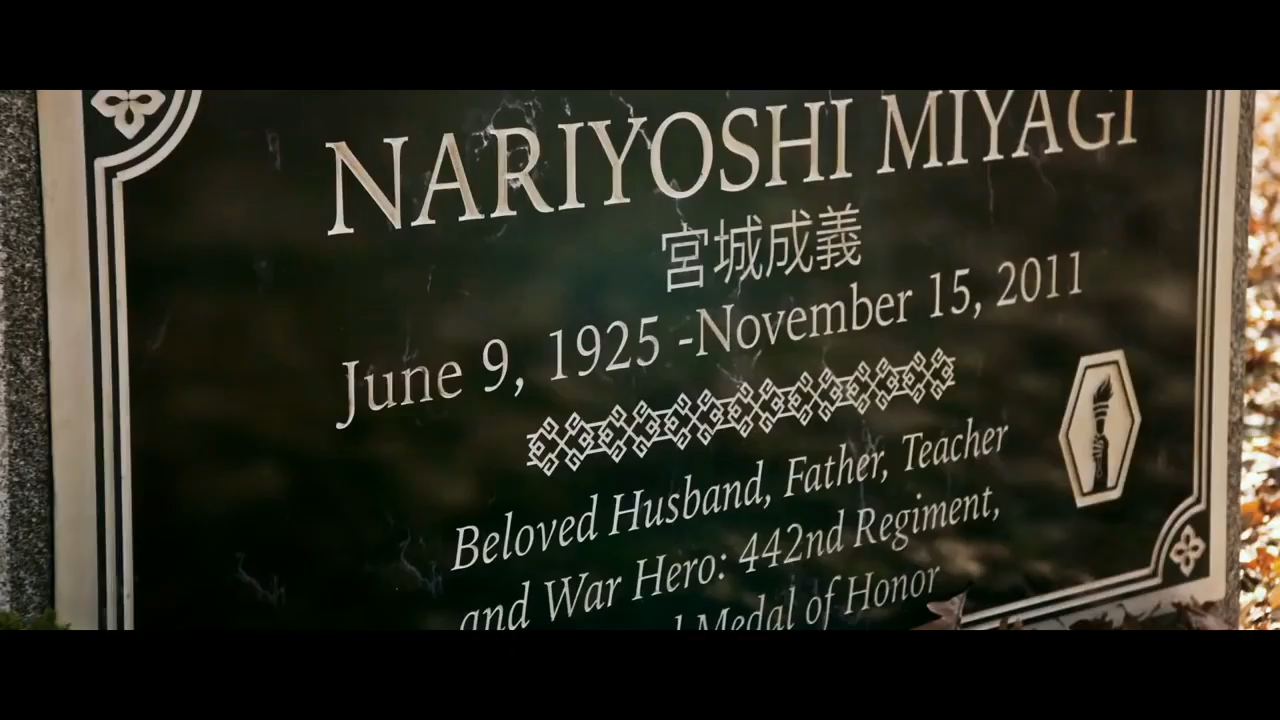 NARIYOSHI MIYAGI
宮城成義
June 9, 1925 -November 15, 2011
Beloved Husband, Father, Teacher
and War Hero: 442nd Regiment,
Medal of Honor